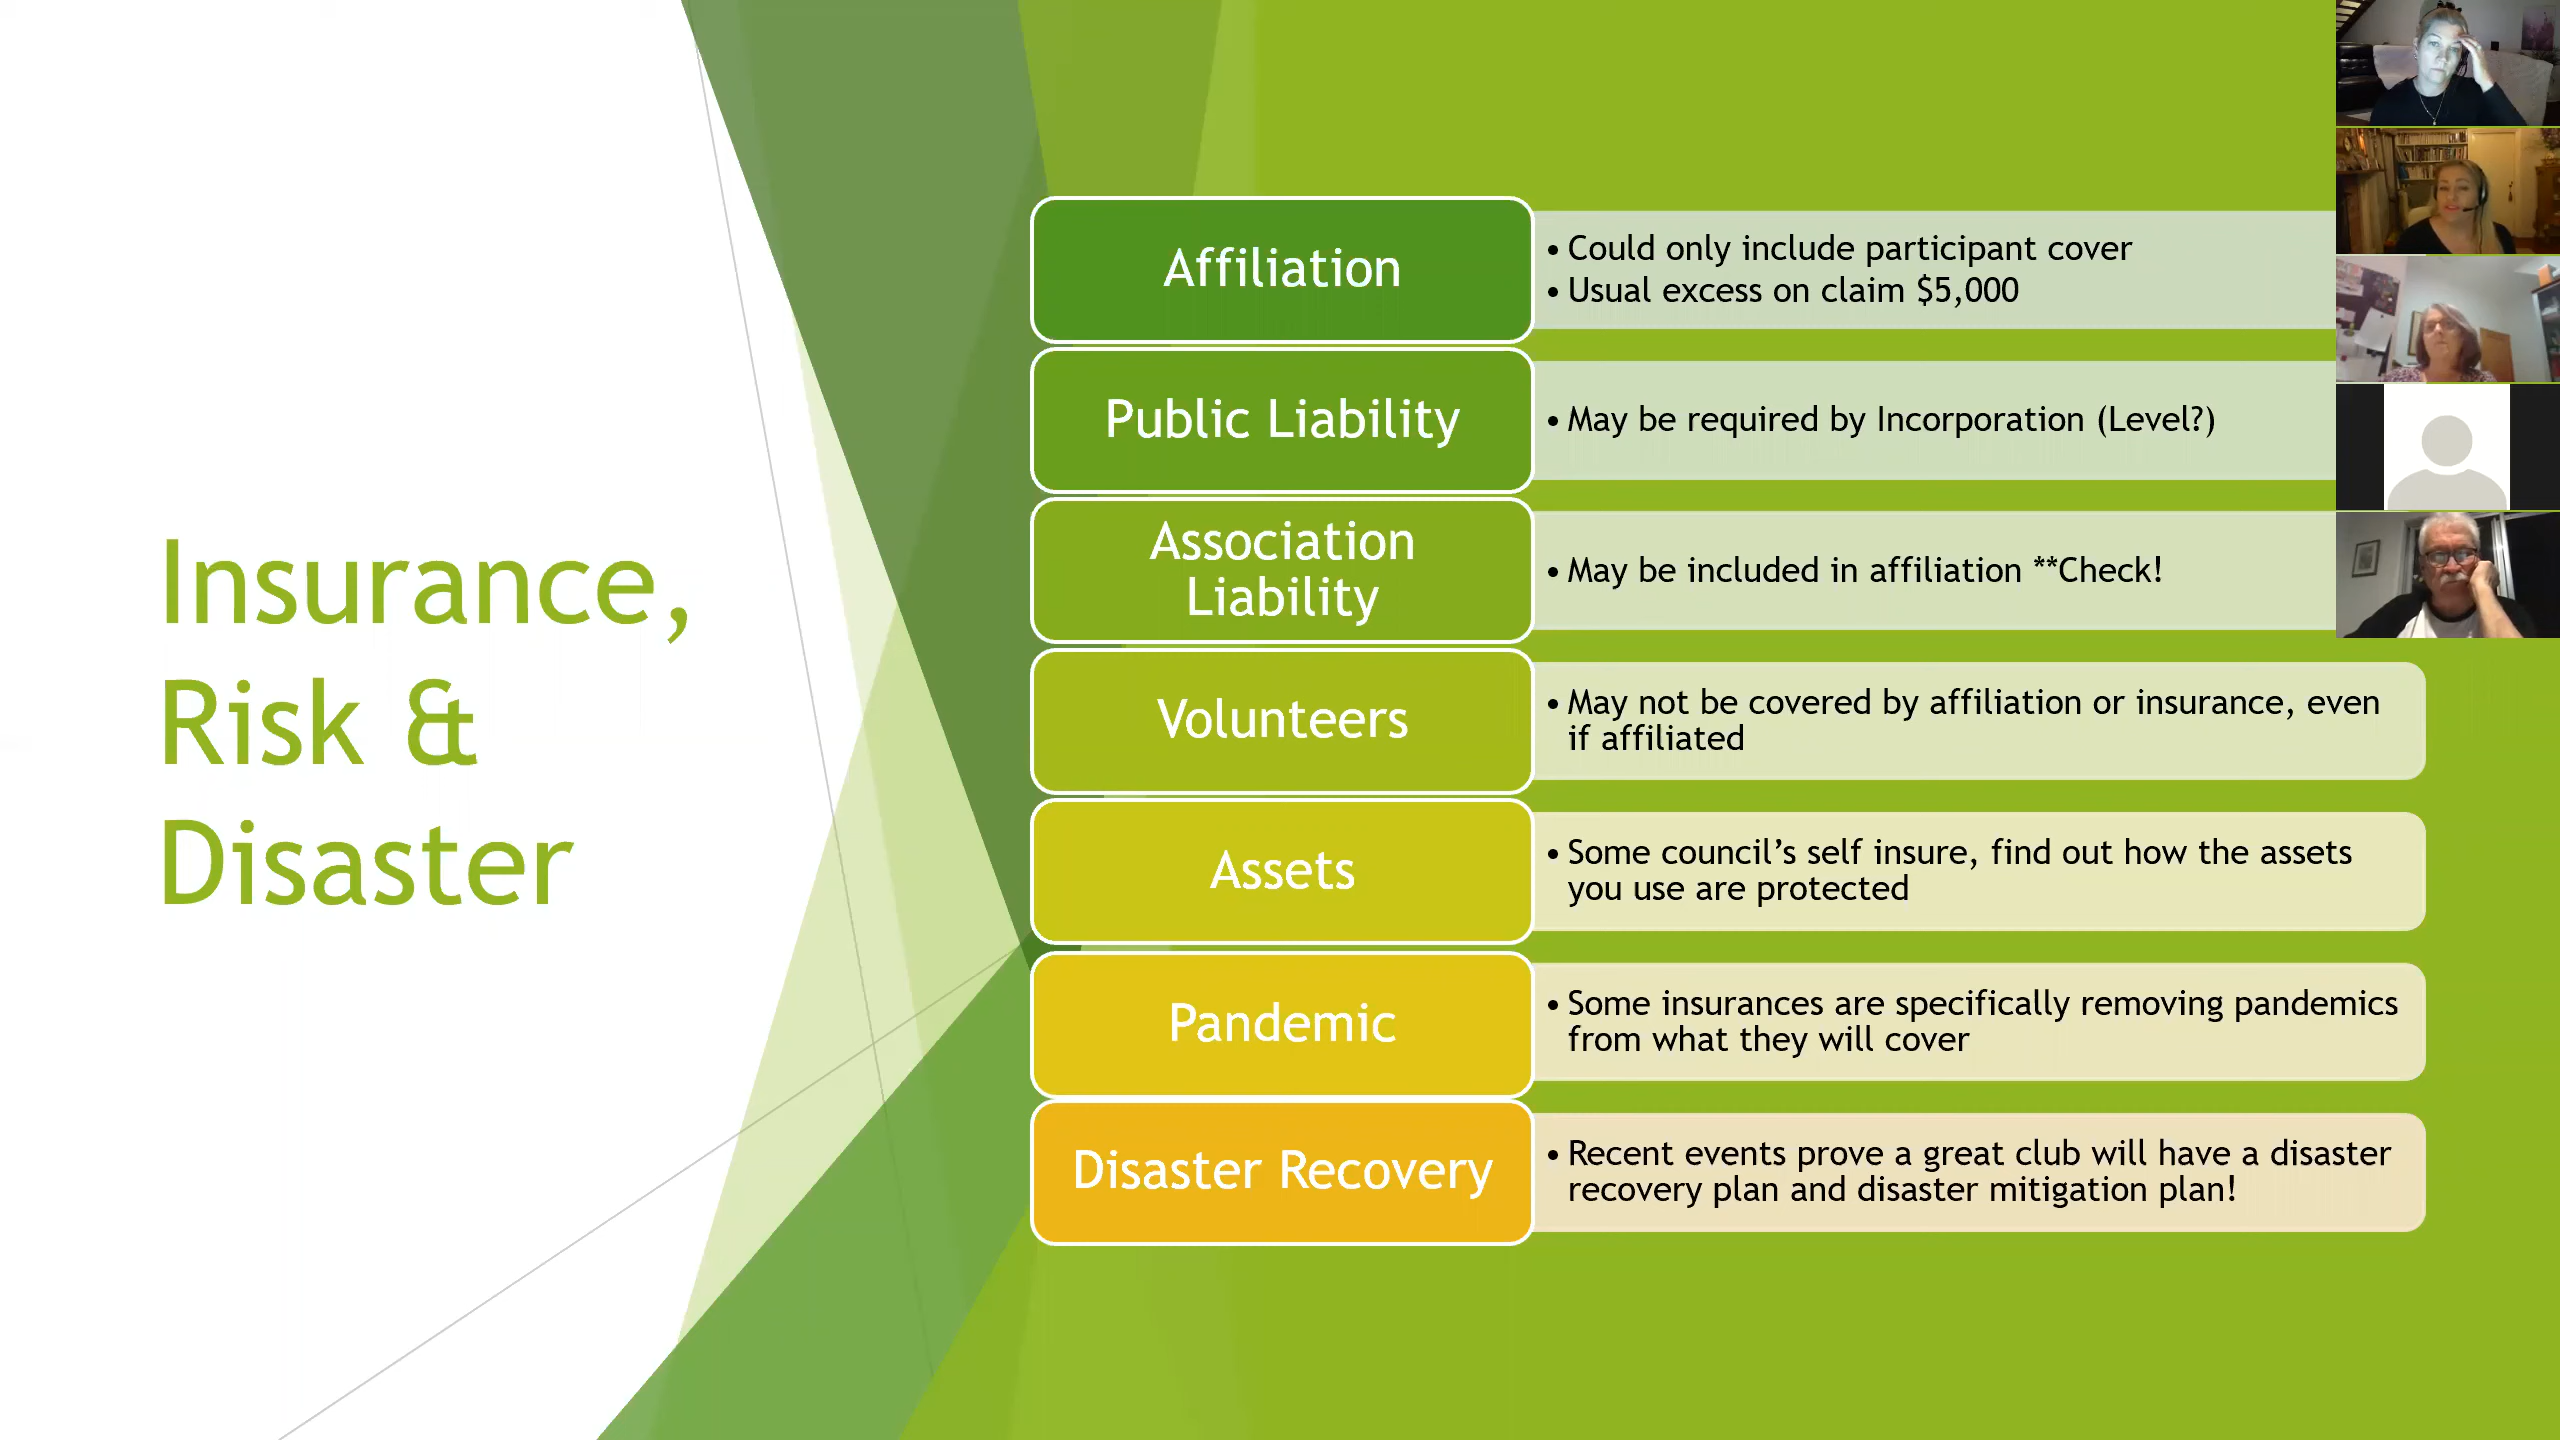 Insurance,
Risk &
Disaster
Affiliation
• Could only include participant cover
• Usual excess on claim $5,000
Public Liability
• May be required by Incorporation (Level?)
Association
Liability
• May be included in affiliation **Check!
Volunteers
• May not be covered by affiliation or insurance, even
if affiliated
Assets
• Some council’s self insure, find out how the assets
you use are protected
Pandemic
• Some insurances are specifically removing pandemics
from what they will cover
Disaster Recovery
• Recent events prove a great club will have a disaster
recovery plan and disaster mitigation plan!